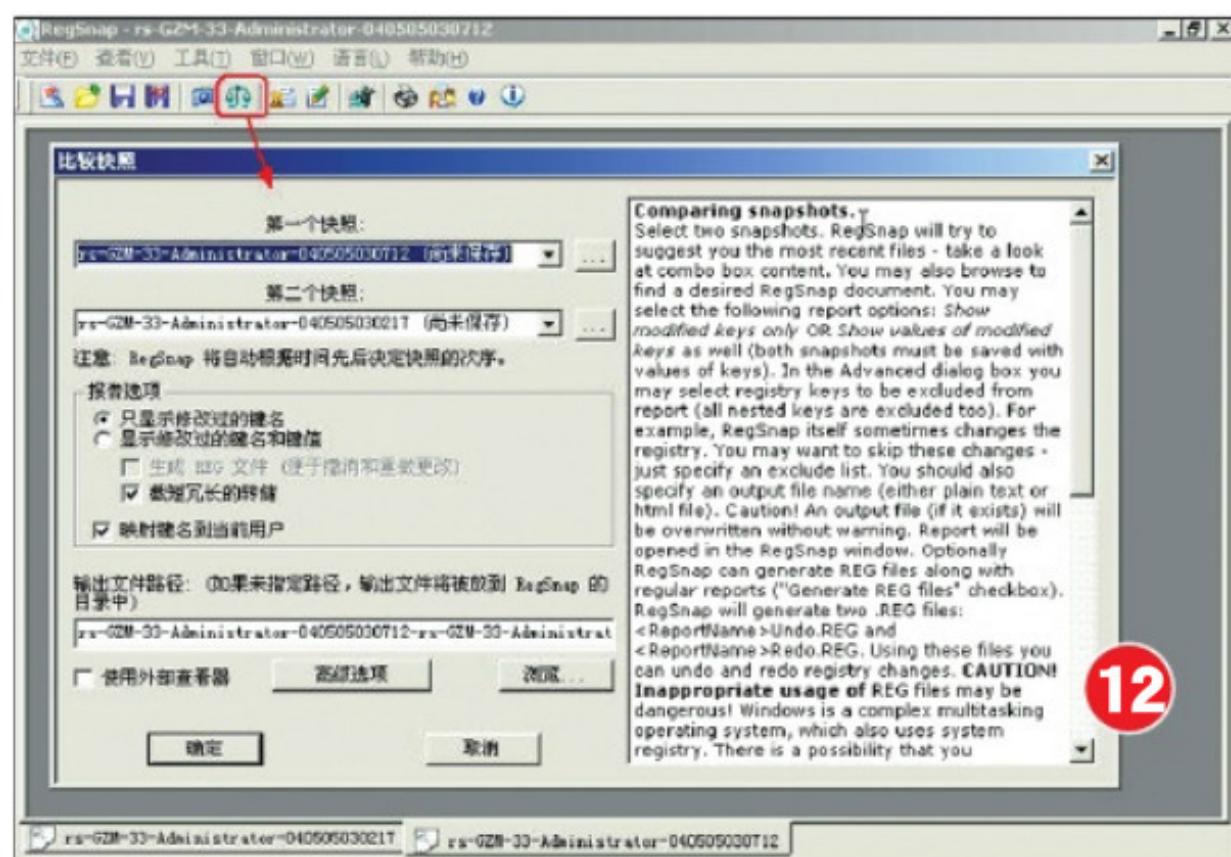 RegSnap - rs-GZM-33-Administrator-040505030712
文件(F) 查看(V) 工具(T) 窗口(W) 语言(L) 帮助(H)
比较快照
第一个快照:
rs-GZM-33-Administrator-040505030712 (尚未保存)
...
第二个快照:
rs-GZM-33-Administrator-040505030217 (尚未保存)
...
注意: RegSnap 将自动根据时间先后决定快照的次序。
报告选项
只显示修改过的键名
显示修改过的键名和键值
生成 REG 文件 (便于撤消和重做更改)
截短冗长的转储
映射键名到当前用户
输出文件路径: (如果未指定路径，输出文件将被放到 RegSnap 的
目录中)
rs-GZM-33-Administrator-040505030712-rs-GZM-33-Administrat
使用外部查看器
高级选项
浏览...
确定
取消
Comparing snapshots.
Select two snapshots. RegSnap will try to
suggest you the most recent files - take a look
at combo box content. You may also browse to
find a desired RegSnap document. You may
select the following report options: Show
modified keys only OR Show values of modified
keys as well (both snapshots must be saved with
values of keys). In the Advanced dialog box you
may select registry keys to be excluded from
report (all nested keys are excluded too). For
example, RegSnap itself sometimes changes the
registry. You may want to skip these changes -
just specify an exclude list. You should also
specify an output file name (either plain text or
html file). Caution! An output file (if it exists) will
be overwritten without warning. Report will be
opened in the RegSnap window. Optionally
RegSnap can generate REG files along with
regular reports ("Generate REG files" checkbox).
RegSnap will generate two .REG files:
<ReportName>Undo.REG and
<ReportName>Redo.REG. Using these files you
can undo and redo registry changes. CAUTION!
Inappropriate usage of REG files may be
dangerous! Windows is a complex multitasking
operating system, which also uses system
registry. There is a possibility that you
12
rs-GZM-33-Administrator-040505030217
rs-GZM-33-Administrator-040505030712